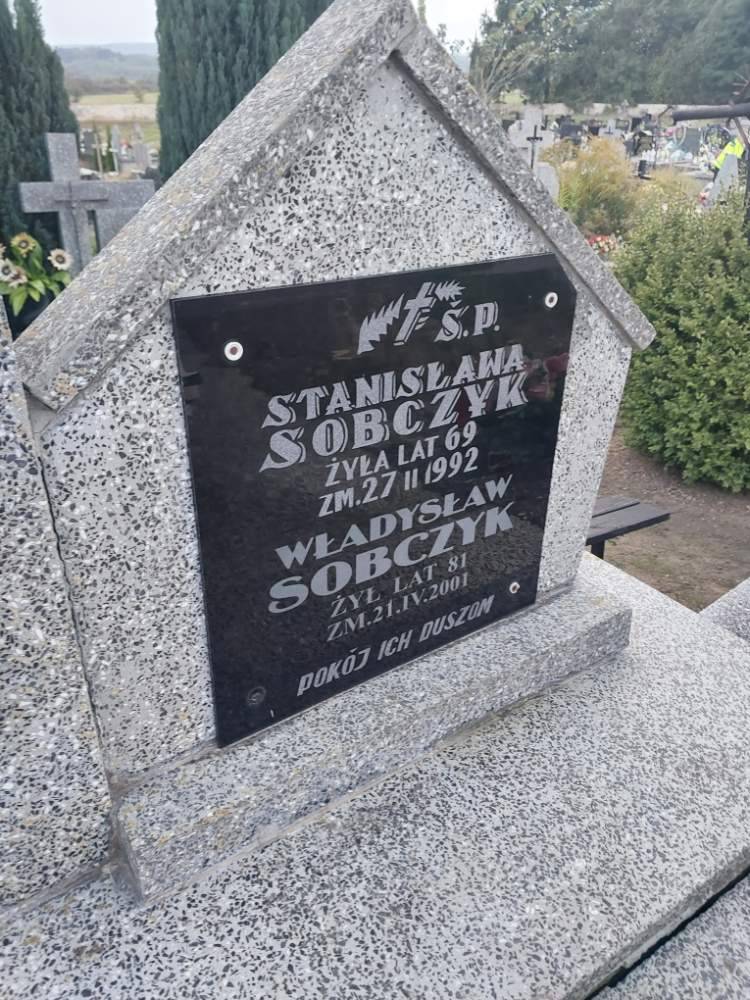 Ś.P.
STANISŁAWA
SOBCZYK
ŻYŁA LAT 69
ZM.27 II 1992
WŁADYSŁAW
SOBCZYK
ŻYŁ LAT 81
ZM.21.IV.2001
POKÓJ ICH DUSZOM